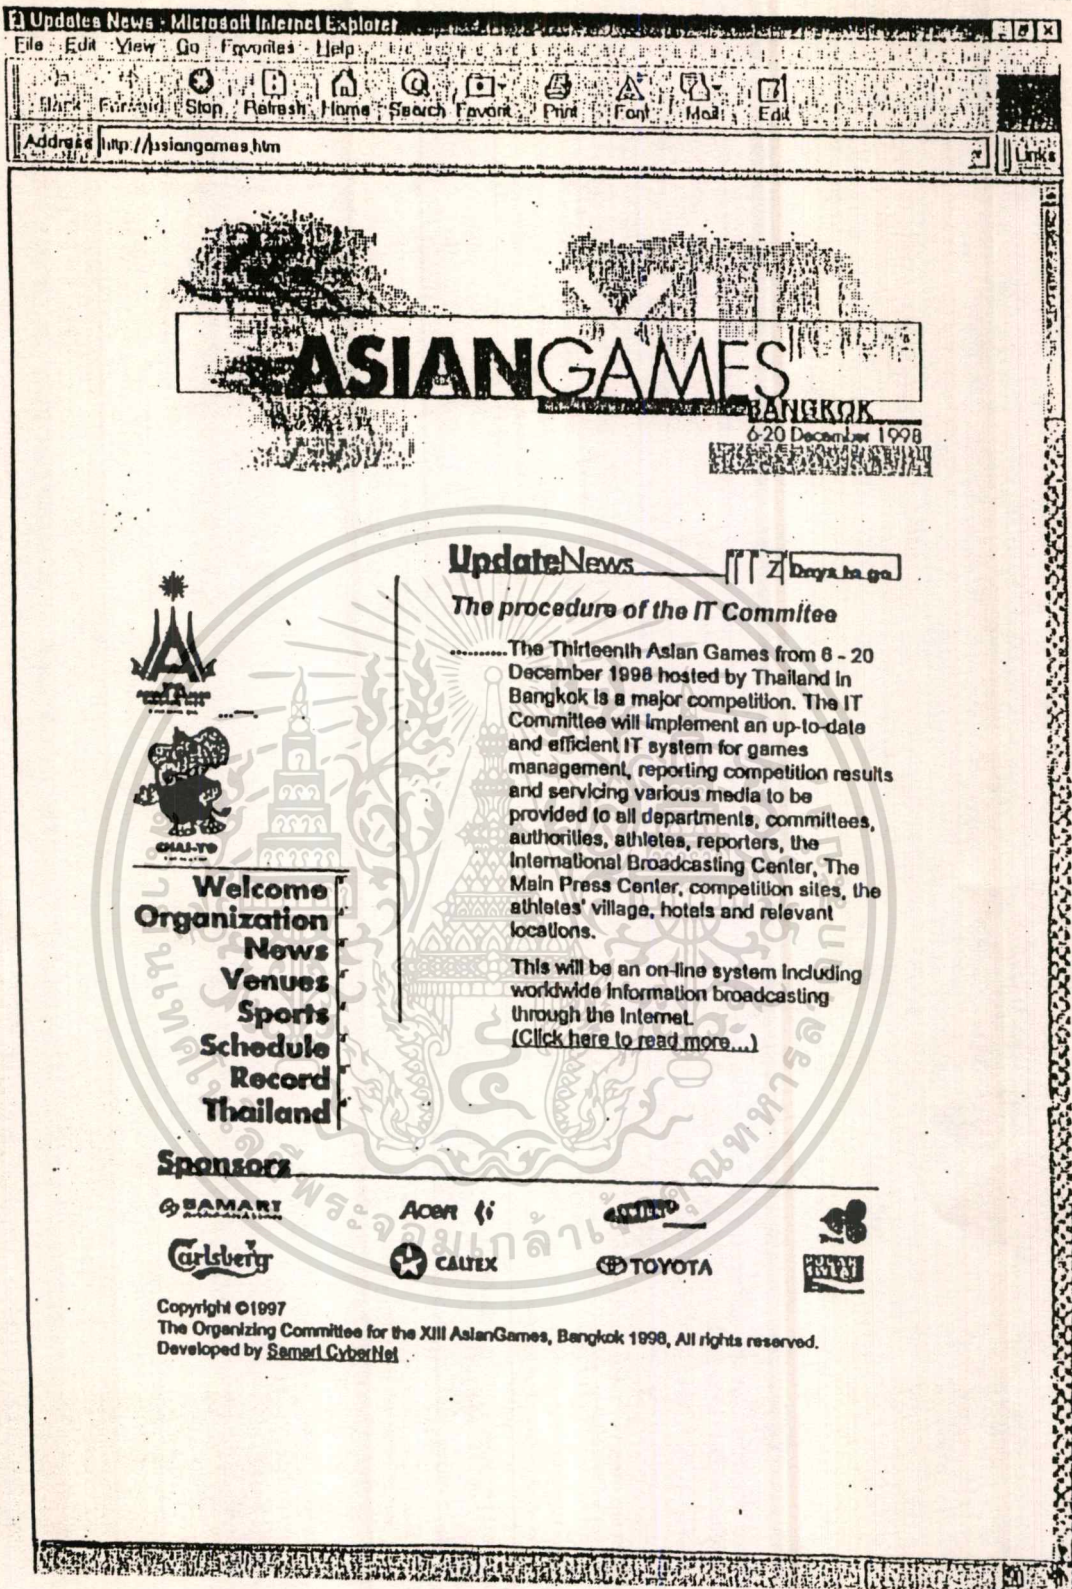 Updates News - Microsoft Internet Explorer
File Edit View Go Favorites Help
Back Forward Stop Refresh Home Search Favorit Print Font Mail Edit
Address http://asiangames.htm Links
XIII
ASIANGAMES
BANGKOK
6-20 December 1998
UpdateNews Days to go
The procedure of the IT Commitee
..........The Thirteenth Asian Games from 6 - 20
December 1998 hosted by Thailand in
Bangkok is a major competition. The IT
Committee will implement an up-to-date
and efficient IT system for games
management, reporting competition results
and servicing various media to be
provided to all departments, committees,
authorities, athletes, reporters, the
International Broadcasting Center, The
Main Press Center, competition sites, the
athletes' village, hotels and relevant
locations.
This will be an on-line system including
worldwide information broadcasting
through the Internet.
(Click here to read more...)
CHAI-YO
Welcome
Organization
News
Venues
Sports
Schedule
Record
Thailand
Sponsors
SAMART Acer
Carlsberg CALTEX TOYOTA
Copyright ©1997
The Organizing Committee for the XIII AsianGames, Bangkok 1998, All rights reserved.
Developed by Samart CyberNet